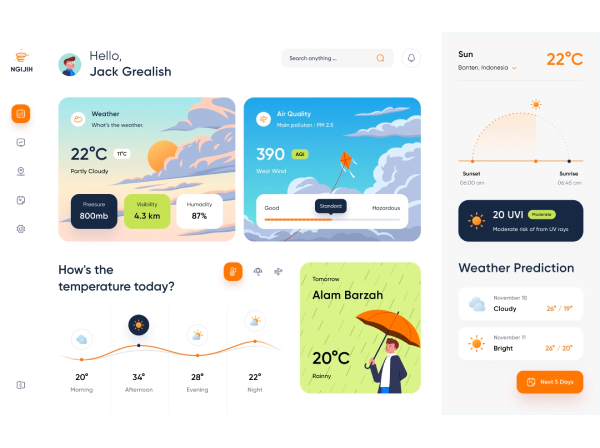 NGIJIH
Hello,
Jack Grealish
Search anything ...
Weather
What's the weather.
22°C
11°C
Partly Cloudy
Pressure
800mb
Visibility
4.3 km
Humadity
87%
Air Quality
Main pollution : PM 2.5
390
AQI
West Wind
Good
Standard
Hazardous
How's the
temperature today?
20°
Morning
34°
Afternoon
28°
Evening
22°
Night
Tomorrow
Alam Barzah
20°C
Rainny
Sun
Banten, Indonesia
22°C
Sunset
06:00 am
Sunrise
06:45 am
20 UVI
Moderate
Moderate risk of from UV rays
Weather Prediction
November 10
Cloudy
26° / 19°
November 11
Bright
26° / 20°
Next 5 Days